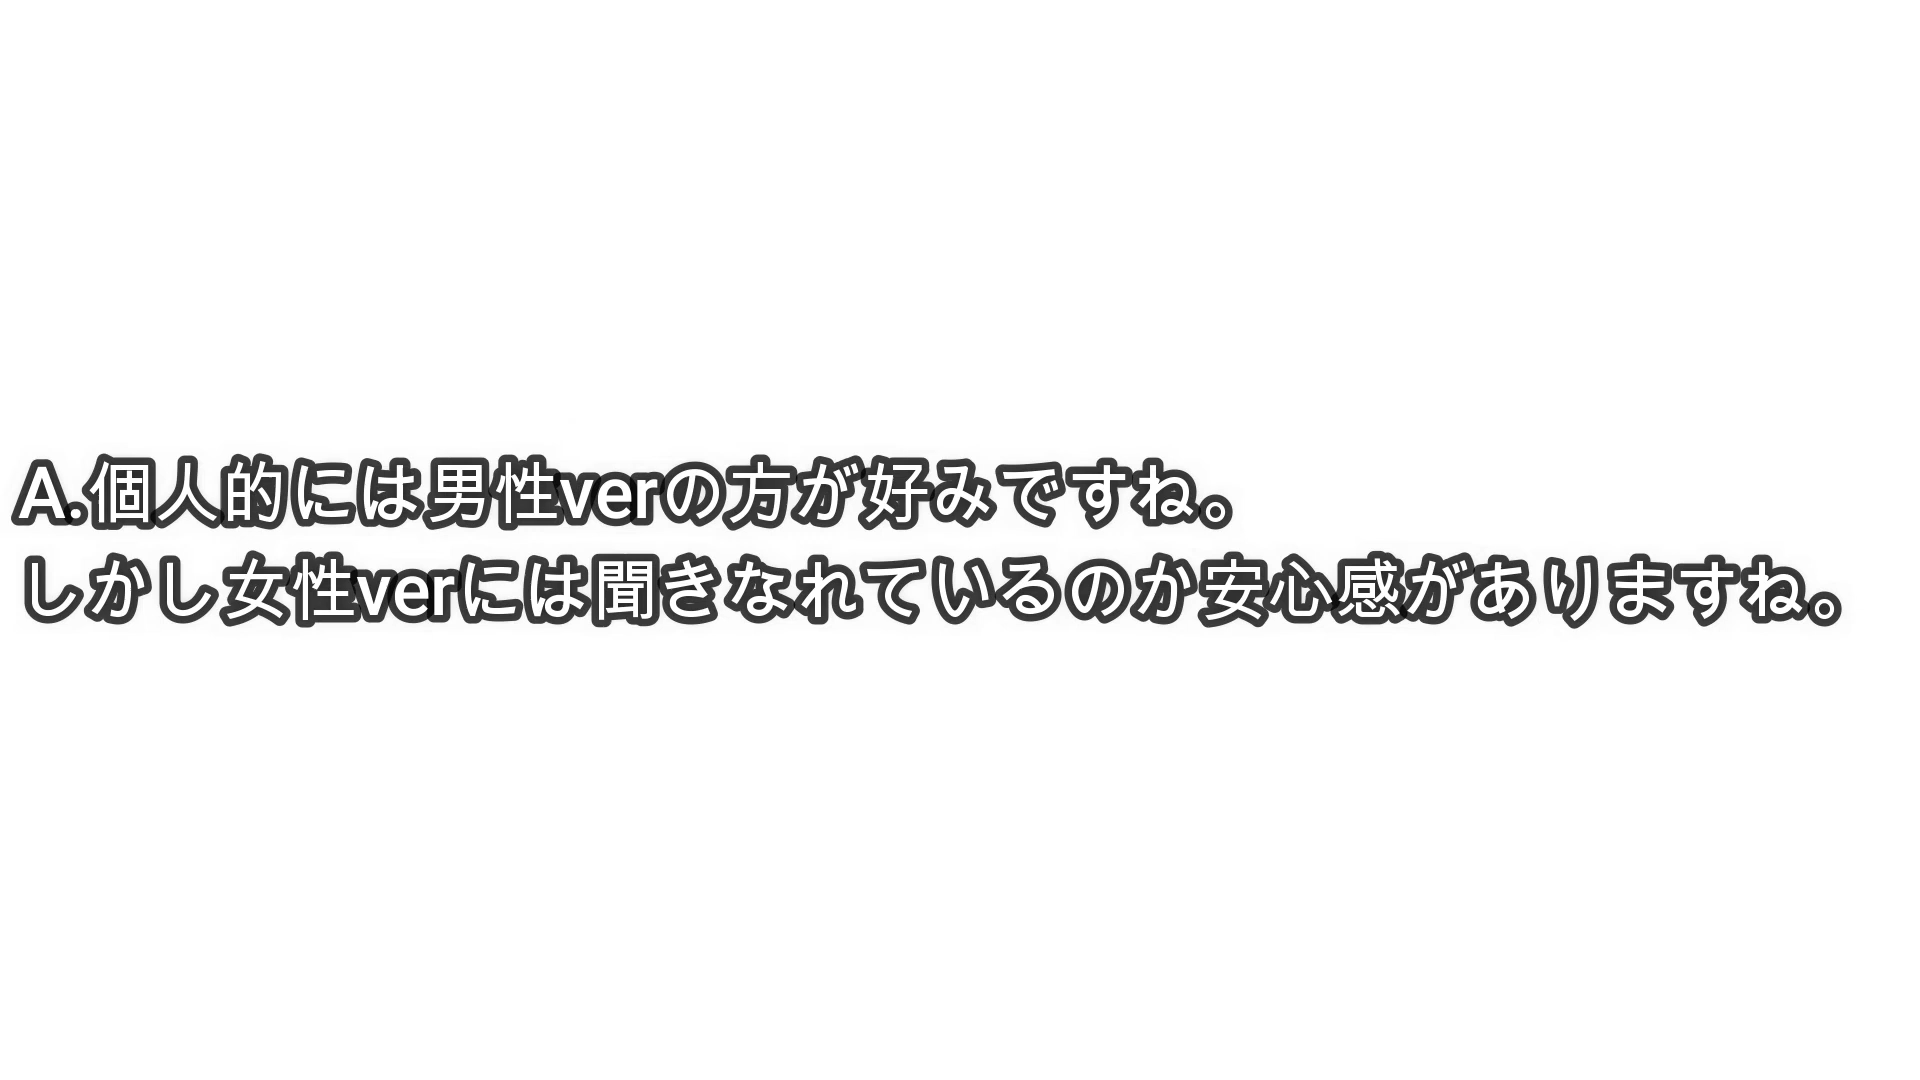 A.個人的には男性verの方が好みですね。
しかし女性verには聞きなれているのか安心感がありますね。